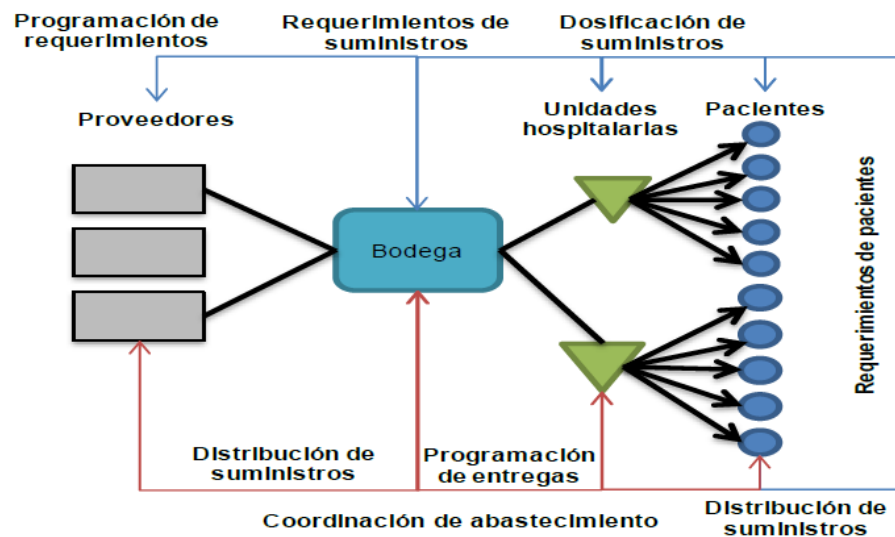 Programación de
requerimientos
Requerimientos de
suministros
Dosificación de
suministros
Proveedores
Unidades
hospitalarias
Pacientes
Bodega
Requerimientos de pacientes
Distribución de
suministros
Programación
de entregas
Coordinación de abastecimiento
Distribución de
suministros